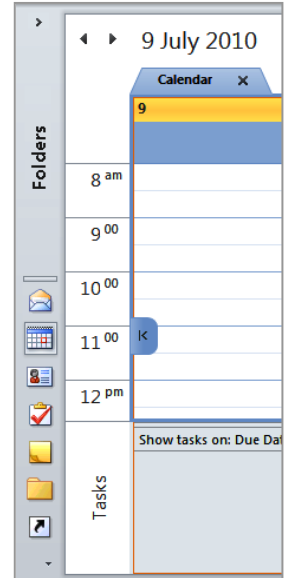 9 July 2010
Calendar
9
Folders
8 am
9 00
10 00
11 00
12 pm
Show tasks on: Due Dat
Tasks